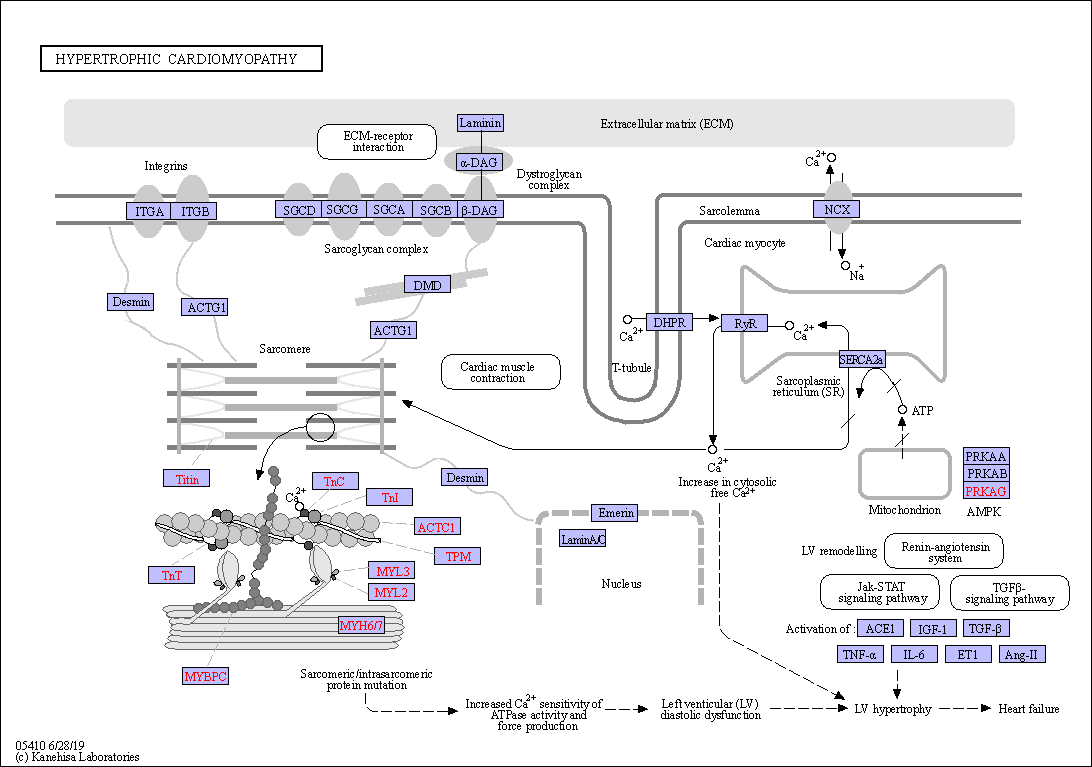 HYPERTROPHIC CARDIOMYOPATHY
Extracellular matrix (ECM)
Laminin
ECM-receptor
interaction
α-DAG
Dystroglycan
complex
Integrins
Ca2+
ITGA
ITGB
SGCD
SGCG
SGCA
SGCB
β-DAG
Sarcolemma
NCX
Sarcoglycan complex
Cardiac myocyte
Na+
DMD
Desmin
ACTG1
ACTG1
Ca2+
DHPR
RyR
Ca2+
Sarcomere
SERCA2a
T-tubule
Cardiac muscle
contraction
Sarcoplasmic
reticulum (SR)
ATP
Ca2+
Increase in cytosolic
free Ca2+
PRKAA
PRKAB
PRKAG
AMPK
Mitochondrion
Titin
TnC
Ca2+
TnI
Desmin
ACTC1
Emerin
LaminA/C
TPM
TnT
MYL3
MYL2
Nucleus
MYH6/7
MYBPC
LV remodelling
Renin-angiotensin
system
Jak-STAT
signaling pathway
TGFβ-
signaling pathway
Activation of :
ACE1
IGF-1
TGF-β
TNF-α
IL-6
ET1
Ang-II
Sarcomeric/intrasarcomeric
protein mutation
Increased Ca2+ sensitivity of
ATPase activity and
force production
Left venticular (LV)
diastolic dysfunction
LV hypertrophy
Heart failure
05410 6/28/19
(c) Kanehisa Laboratories